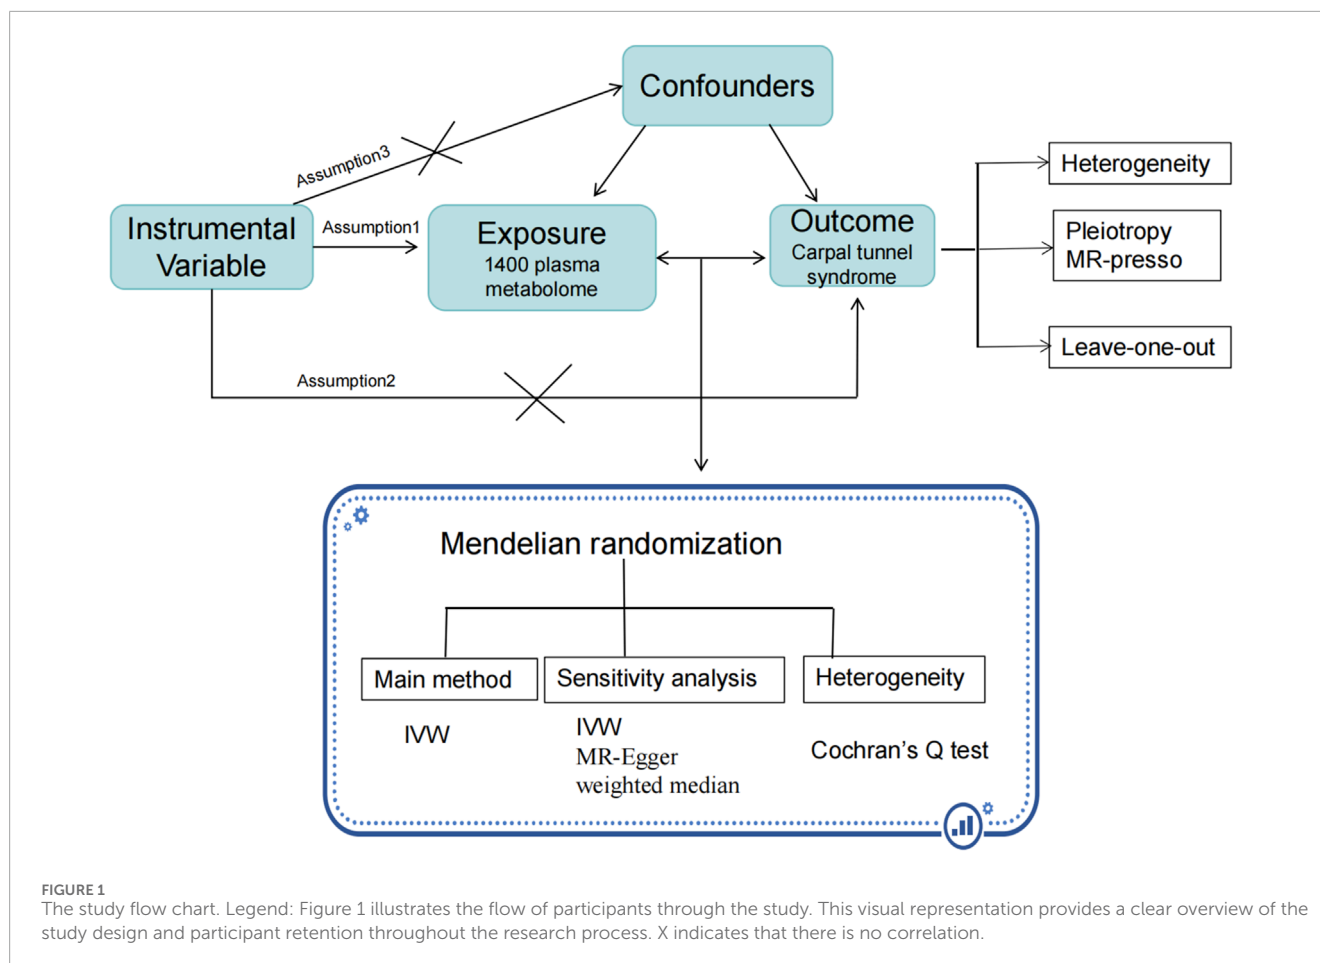 Confounders
Assumption3
Instrumental
Variable
Assumption1
Exposure
1400 plasma
metabolome
Outcome
Carpal tunnel
syndrome
Heterogeneity
Pleiotropy
MR-presso
Leave-one-out
Assumption2
Mendelian randomization
Main method
IVW
Sensitivity analysis
IVW
MR-Egger
weighted median
Heterogeneity
Cochran's Q test
FIGURE 1
The study flow chart. Legend: Figure 1 illustrates the flow of participants through the study. This visual representation provides a clear overview of the
study design and participant retention throughout the research process. X indicates that there is no correlation.